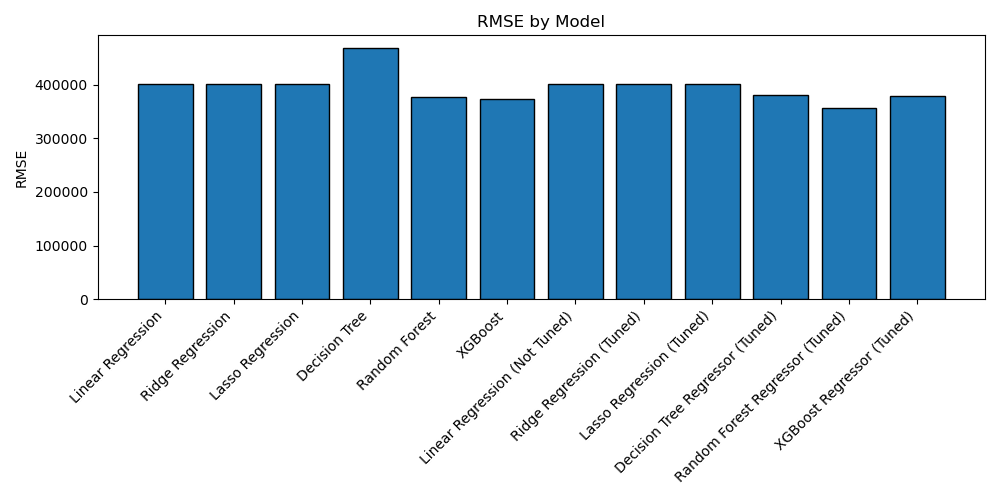 RMSE by Model
RMSE
400000
300000
200000
100000
0
Linear Regression
Ridge Regression
Lasso Regression
Decision Tree
Random Forest
XGBoost
Linear Regression (Not Tuned)
Ridge Regression (Tuned)
Lasso Regression (Tuned)
Decision Tree Regressor (Tuned)
Random Forest Regressor (Tuned)
XGBoost Regressor (Tuned)